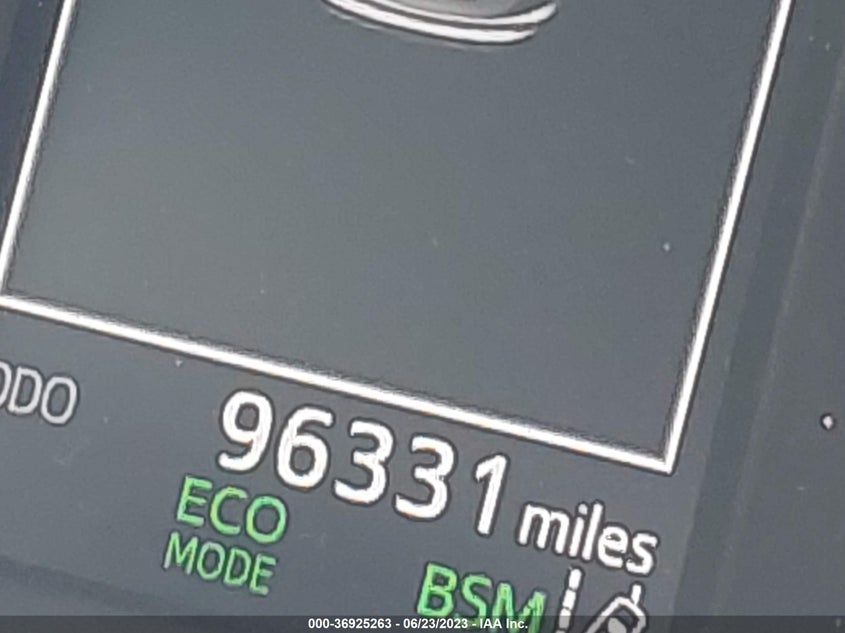 ODO
96331 miles
ECO
MODE
BSM
000-36925263 - 06/23/2023 - IAA Inc.